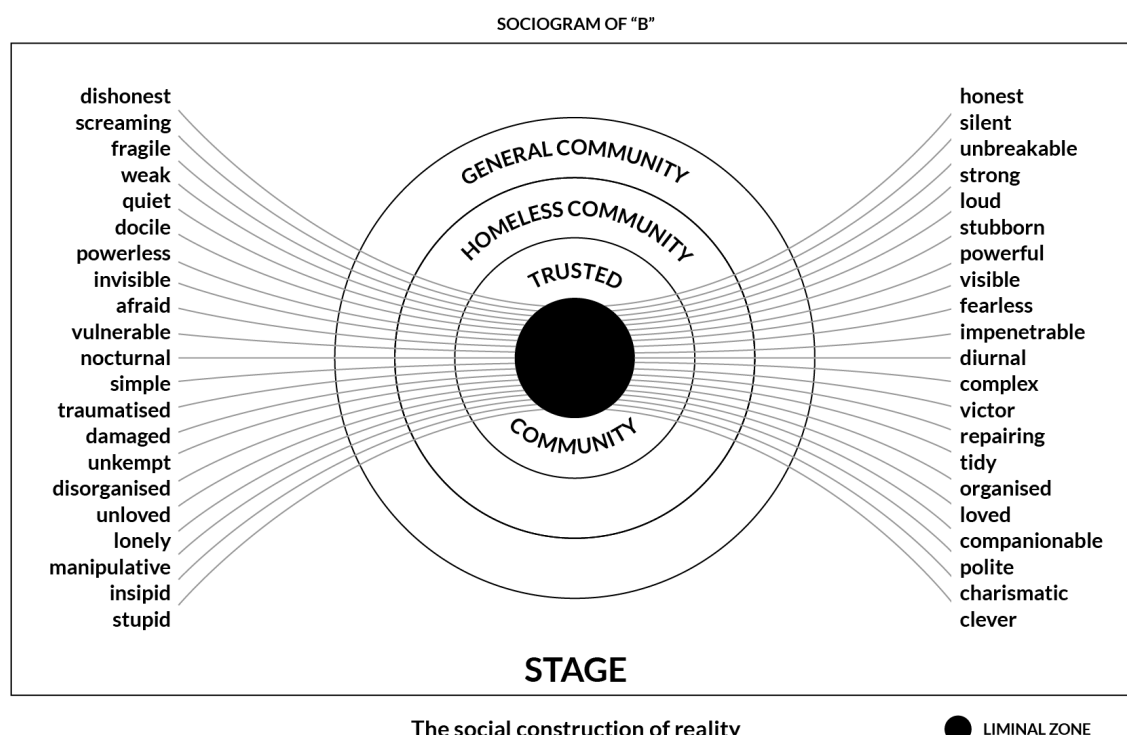 SOCIOGRAM OF “B”
dishonest
screaming
fragile
weak
quiet
docile
powerless
invisible
afraid
vulnerable
nocturnal
simple
traumatised
damaged
unkempt
disorganised
unloved
lonely
manipulative
insipid
stupid
GENERAL COMMUNITY
HOMELESS COMMUNITY
TRUSTED
COMMUNITY
honest
silent
unbreakable
strong
loud
stubborn
powerful
visible
fearless
impenetrable
diurnal
complex
victor
repairing
tidy
organised
loved
companionable
polite
charismatic
clever
STAGE
The social construction of reality
LIMINAL ZONE